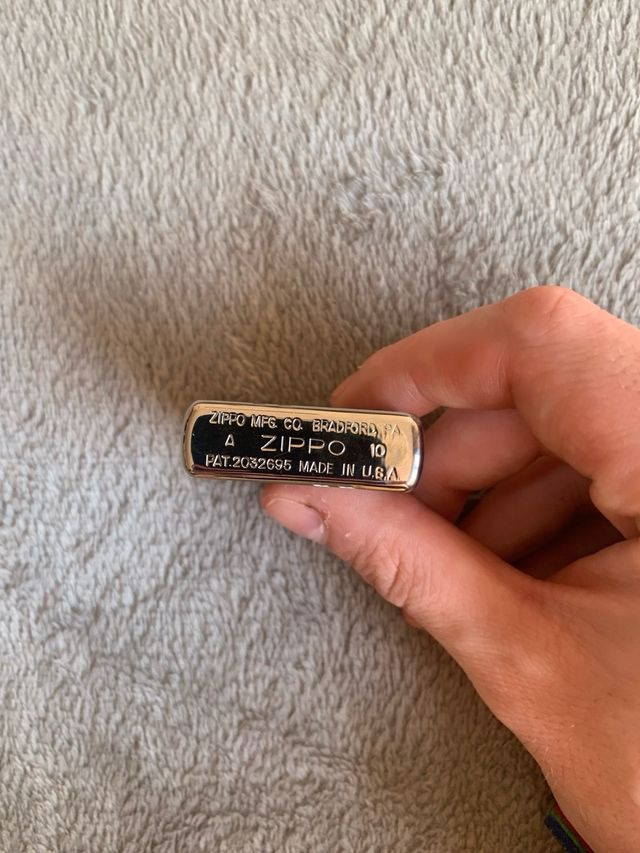 ZIPPO MFG. CO. BRADFORD, PA
A ZIPPO 10
PAT.2032695 MADE IN U.S.A